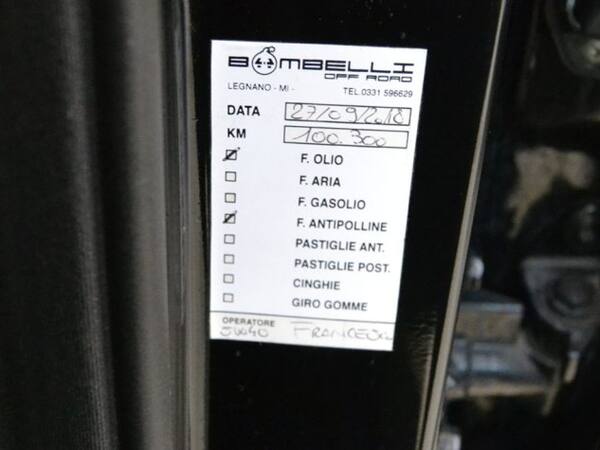 BOMBELLI
OFF ROAD
LEGNANO - MI - TEL.0331 596629
DATA 27/09/2018
KM 100.300
F. OLIO
F. ARIA
F. GASOLIO
F. ANTIPOLLINE
PASTIGLIE ANT.
PASTIGLIE POST.
CINGHIE
GIRO GOMME
OPERATORE
5W40